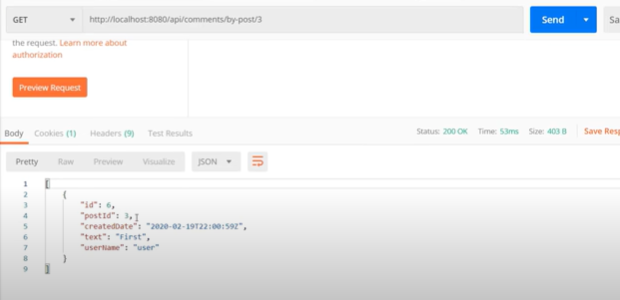 GET http://localhost:8080/api/comments/by-post/3 Send Sa
the request. Learn more about
authorization
Preview Request
Body Cookies (1) Headers (9) Test Results Status: 200 OK Time: 53ms Size: 403 B Save Resp
Pretty Raw Preview Visualize JSON
1 [
2 {
3 "id": 6,
4 "postId": 3,
5 "createdDate": "2020-02-19T22:00:59Z",
6 "text": "First",
7 "userName": "user"
8 }
9 ]